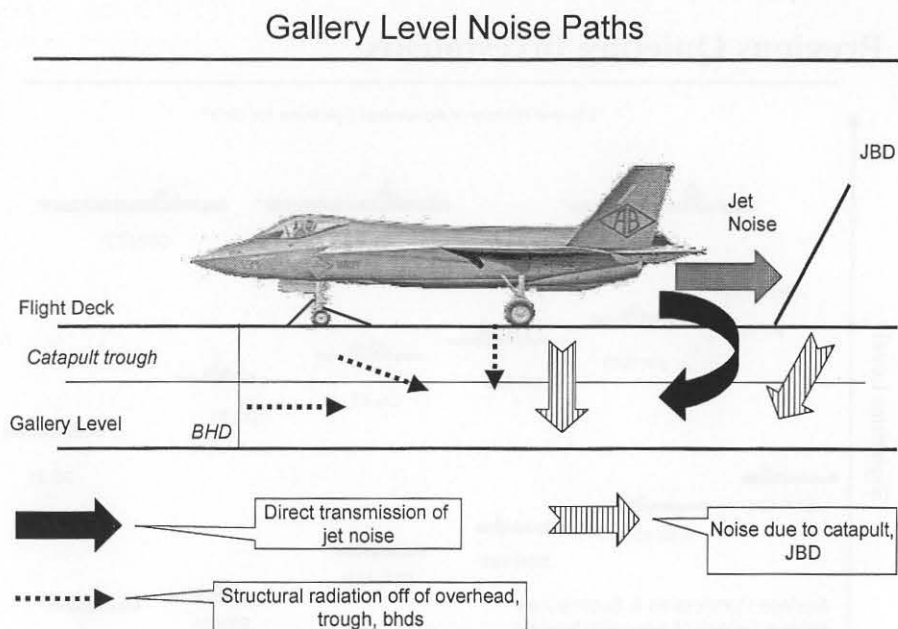 Gallery Level Noise Paths
JBD
Jet
Noise
AB
Flight Deck
Catapult trough
Gallery Level
BHD
Direct transmission of
jet noise
Noise due to catapult,
JBD
Structural radiation off of overhead,
trough, bhds